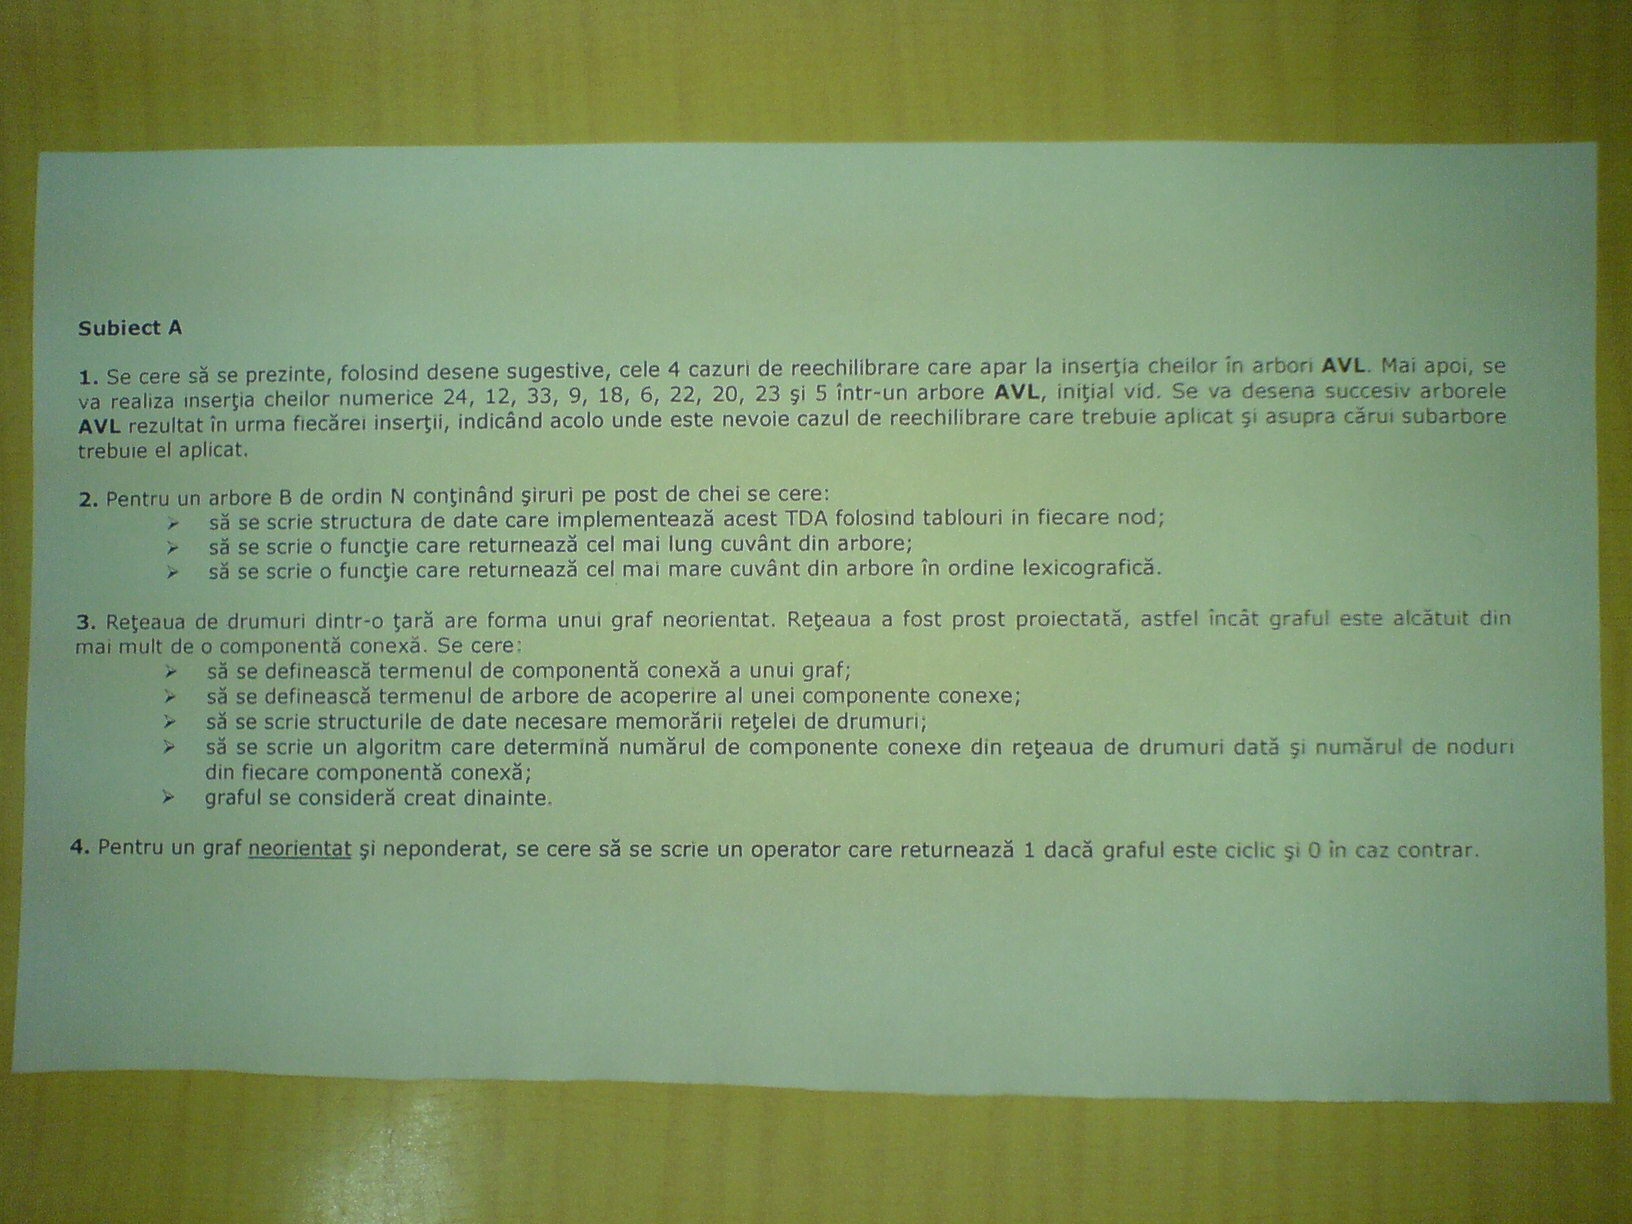 Subiect A
1. Se cere să se prezinte, folosind desene sugestive, cele 4 cazuri de reechilibrare care apar la inserţia cheilor în arbori AVL. Mai apoi, se
va realiza inserţia cheilor numerice 24, 12, 33, 9, 18, 6, 22, 20, 23 şi 5 într-un arbore AVL, iniţial vid. Se va desena succesiv arborele
AVL rezultat în urma fiecărei inserţii, indicând acolo unde este nevoie cazul de reechilibrare care trebuie aplicat şi asupra cărui subarbore
trebuie el aplicat.
2. Pentru un arbore B de ordin N conţinând şiruri pe post de chei se cere:
➢ să se scrie structura de date care implementează acest TDA folosind tablouri in fiecare nod;
➢ să se scrie o funcţie care returnează cel mai lung cuvânt din arbore;
➢ să se scrie o funcţie care returnează cel mai mare cuvânt din arbore în ordine lexicografică.
3. Reţeaua de drumuri dintr-o ţară are forma unui graf neorientat. Reţeaua a fost prost proiectată, astfel încât graful este alcătuit din
mai mult de o componentă conexă. Se cere:
➢ să se definească termenul de componentă conexă a unui graf;
➢ să se definească termenul de arbore de acoperire al unei componente conexe;
➢ să se scrie structurile de date necesare memorării reţelei de drumuri;
➢ să se scrie un algoritm care determină numărul de componente conexe din reţeaua de drumuri dată şi numărul de noduri
din fiecare componentă conexă;
➢ graful se consideră creat dinainte.
4. Pentru un graf neorientat şi neponderat, se cere să se scrie un operator care returnează 1 dacă graful este ciclic şi 0 în caz contrar.